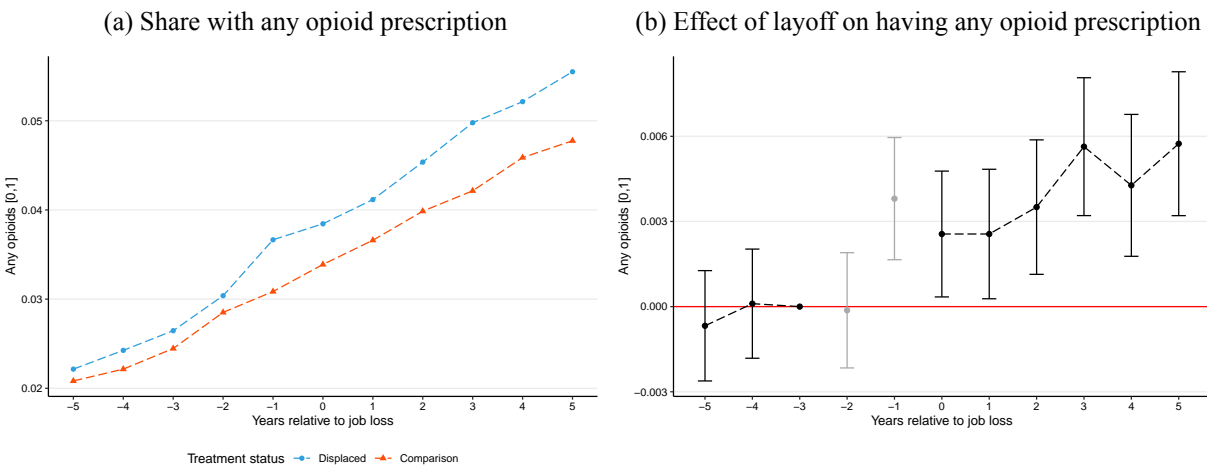 (a) Share with any opioid prescription
Any opioids [0,1]
0.05
0.04
0.03
0.02
−5 −4 −3 −2 −1 0 1 2 3 4 5
Years relative to job loss
Treatment status Displaced Comparison
(b) Effect of layoff on having any opioid prescription
Any opioids [0,1]
0.006
0.003
0.000
−0.003
−5 −4 −3 −2 −1 0 1 2 3 4 5
Years relative to job loss